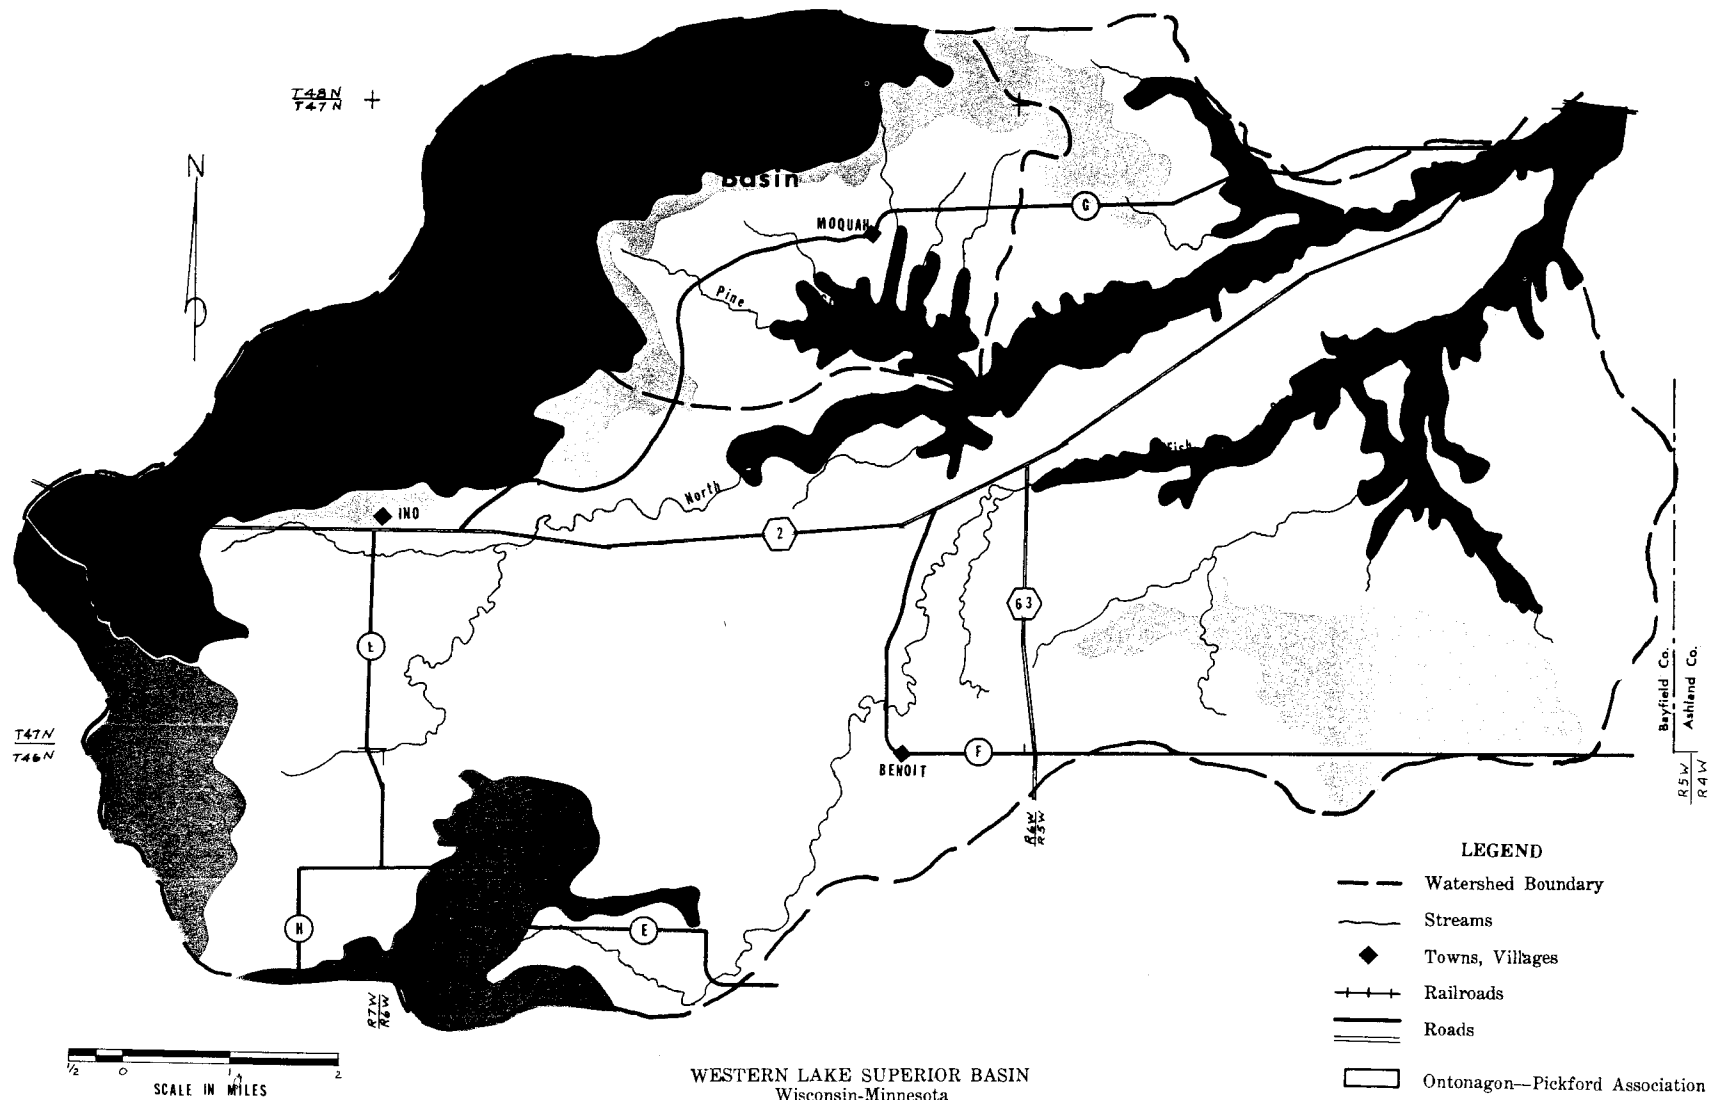 T48N
T47N
N
Basin
MOQUAH
G
Pine
North
Fish
INO
2
63
E
Bayfield Co.
Ashland Co.
T47N
T46N
BENOIT
F
R5W
R4W
R6W
R5W
H
E
R7W
R6W
LEGEND
Watershed Boundary
Streams
Towns, Villages
Railroads
Roads
Ontonagon—Pickford Association
1/2 0 1 2
SCALE IN MILES
WESTERN LAKE SUPERIOR BASIN
Wisconsin-Minnesota